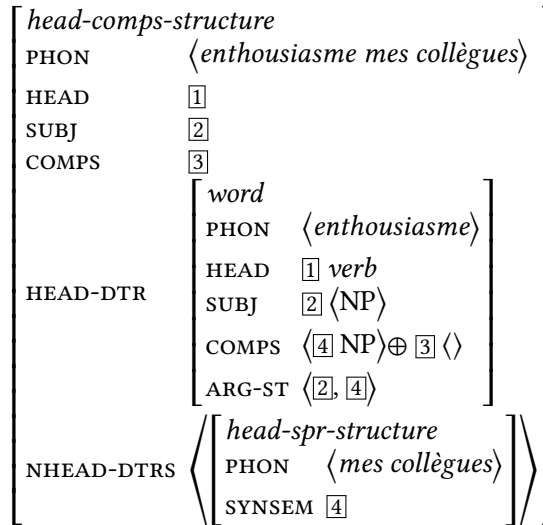 head-comps-structure
PHON ⟨enthousiasme mes collègues⟩
HEAD 1
SUBJ 2
COMPS 3
HEAD-DTR
word
PHON ⟨enthousiasme⟩
HEAD 1 verb
SUBJ 2 ⟨NP⟩
COMPS ⟨4 NP⟩⊕ 3 ⟨⟩
ARG-ST ⟨2, 4⟩
NHEAD-DTRS
head-spr-structure
PHON ⟨mes collègues⟩
SYNSEM 4